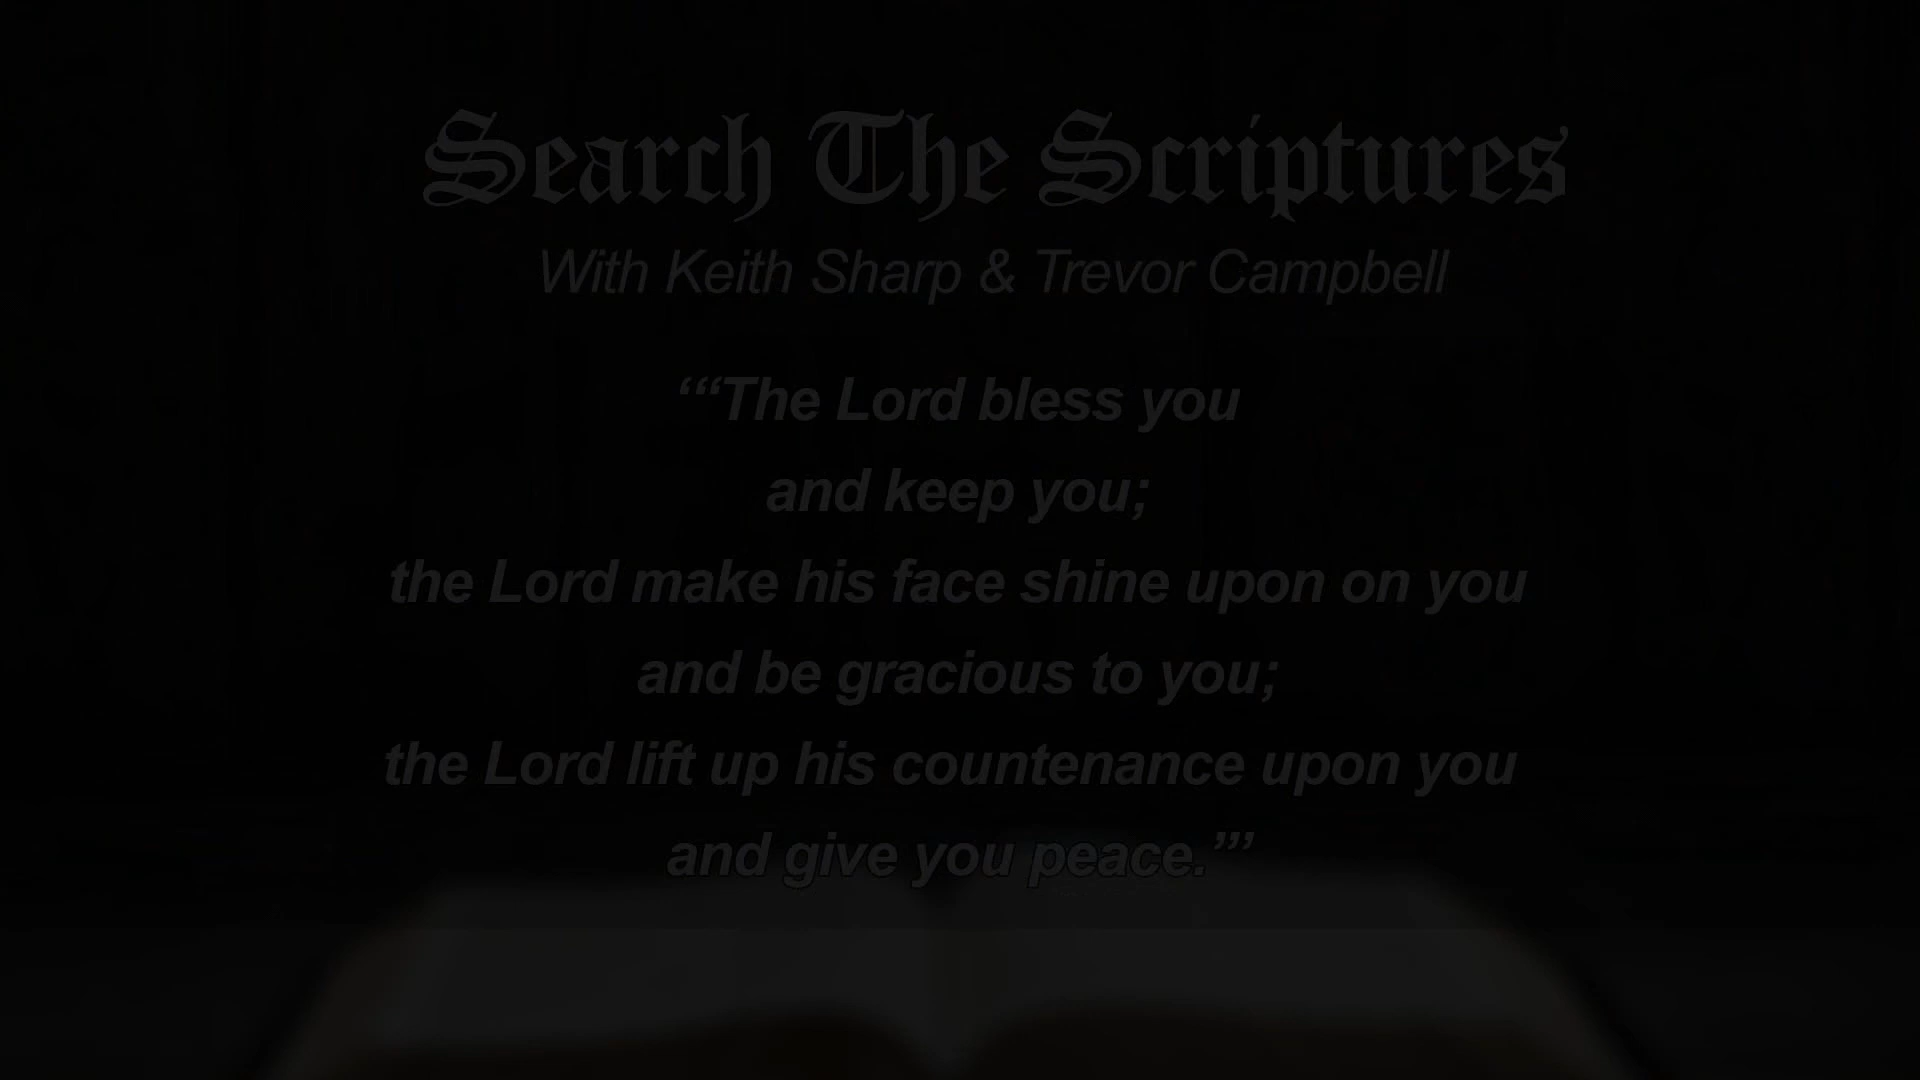 Search The Scriptures
With Keith Sharp & Trevor Campbell
“‘“The Lord bless you
and keep you;
the Lord make his face shine upon on you
and be gracious to you;
the Lord lift up his countenance upon you
and give you peace.”’